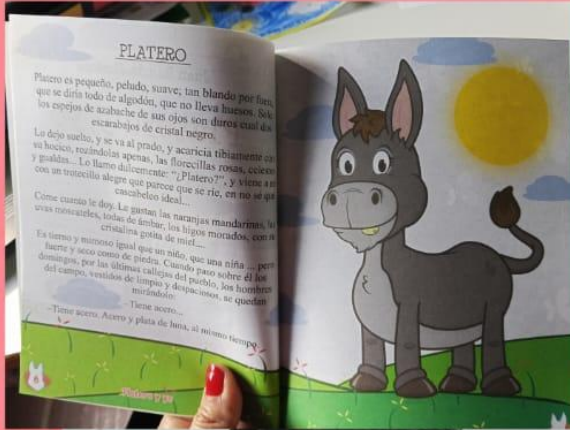 PLATERO
Platero es pequeño, peludo, suave; tan blando por fuera,
que se diría todo de algodón, que no lleva huesos. Solo
los espejos de azabache de sus ojos son duros cual dos
escarabajos de cristal negro.
Lo dejo suelto, y se va al prado, y acaricia tibiamente con
su hocico, rozándolas apenas, las florecillas rosas, celestes
y gualdas... Lo llamo dulcemente: "¿Platero?", y viene a mí
con un trotecillo alegre que parece que se ríe, en no sé qué
cascabeleo ideal...
Come cuanto le doy. Le gustan las naranjas mandarinas, las
uvas moscateles, todas de ámbar, los higos morados, con su
cristalina gotita de miel...
Es tierno y mimoso igual que un niño, que una niña ... pero
fuerte y seco como de piedra. Cuando paso sobre él los
domingos, por las últimas callejas del pueblo, los hombres
del campo, vestidos de limpio y despaciosos, se quedan
mirándolo:
-Tiene acero...
-Tiene acero. Acero y plata de luna, al mismo tiempo.
6
Platero y yo